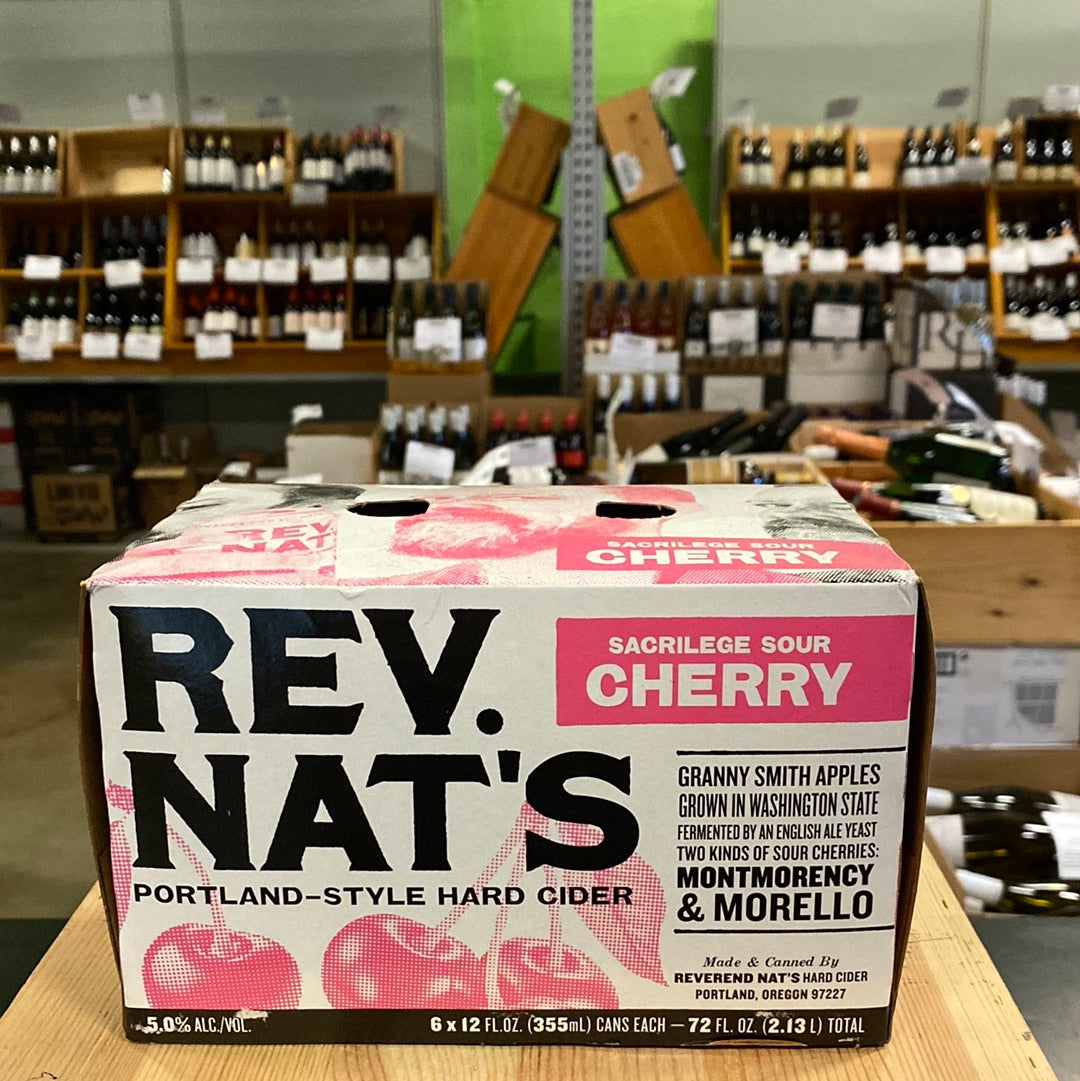 REV.
NAT
SACRILEGE SOUR
CHERRY
REV.
NAT'S
PORTLAND-STYLE HARD CIDER
SACRILEGE SOUR
CHERRY
GRANNY SMITH APPLES
GROWN IN WASHINGTON STATE
FERMENTED BY AN ENGLISH ALE YEAST
TWO KINDS OF SOUR CHERRIES:
MONTMORENCY
& MORELLO
Made & Canned By
REVEREND NAT'S HARD CIDER
PORTLAND, OREGON 97227
5.0% ALC./VOL.
6 x 12 FL.OZ. (355mL) CANS EACH — 72 FL. OZ. (2.13 L) TOTAL